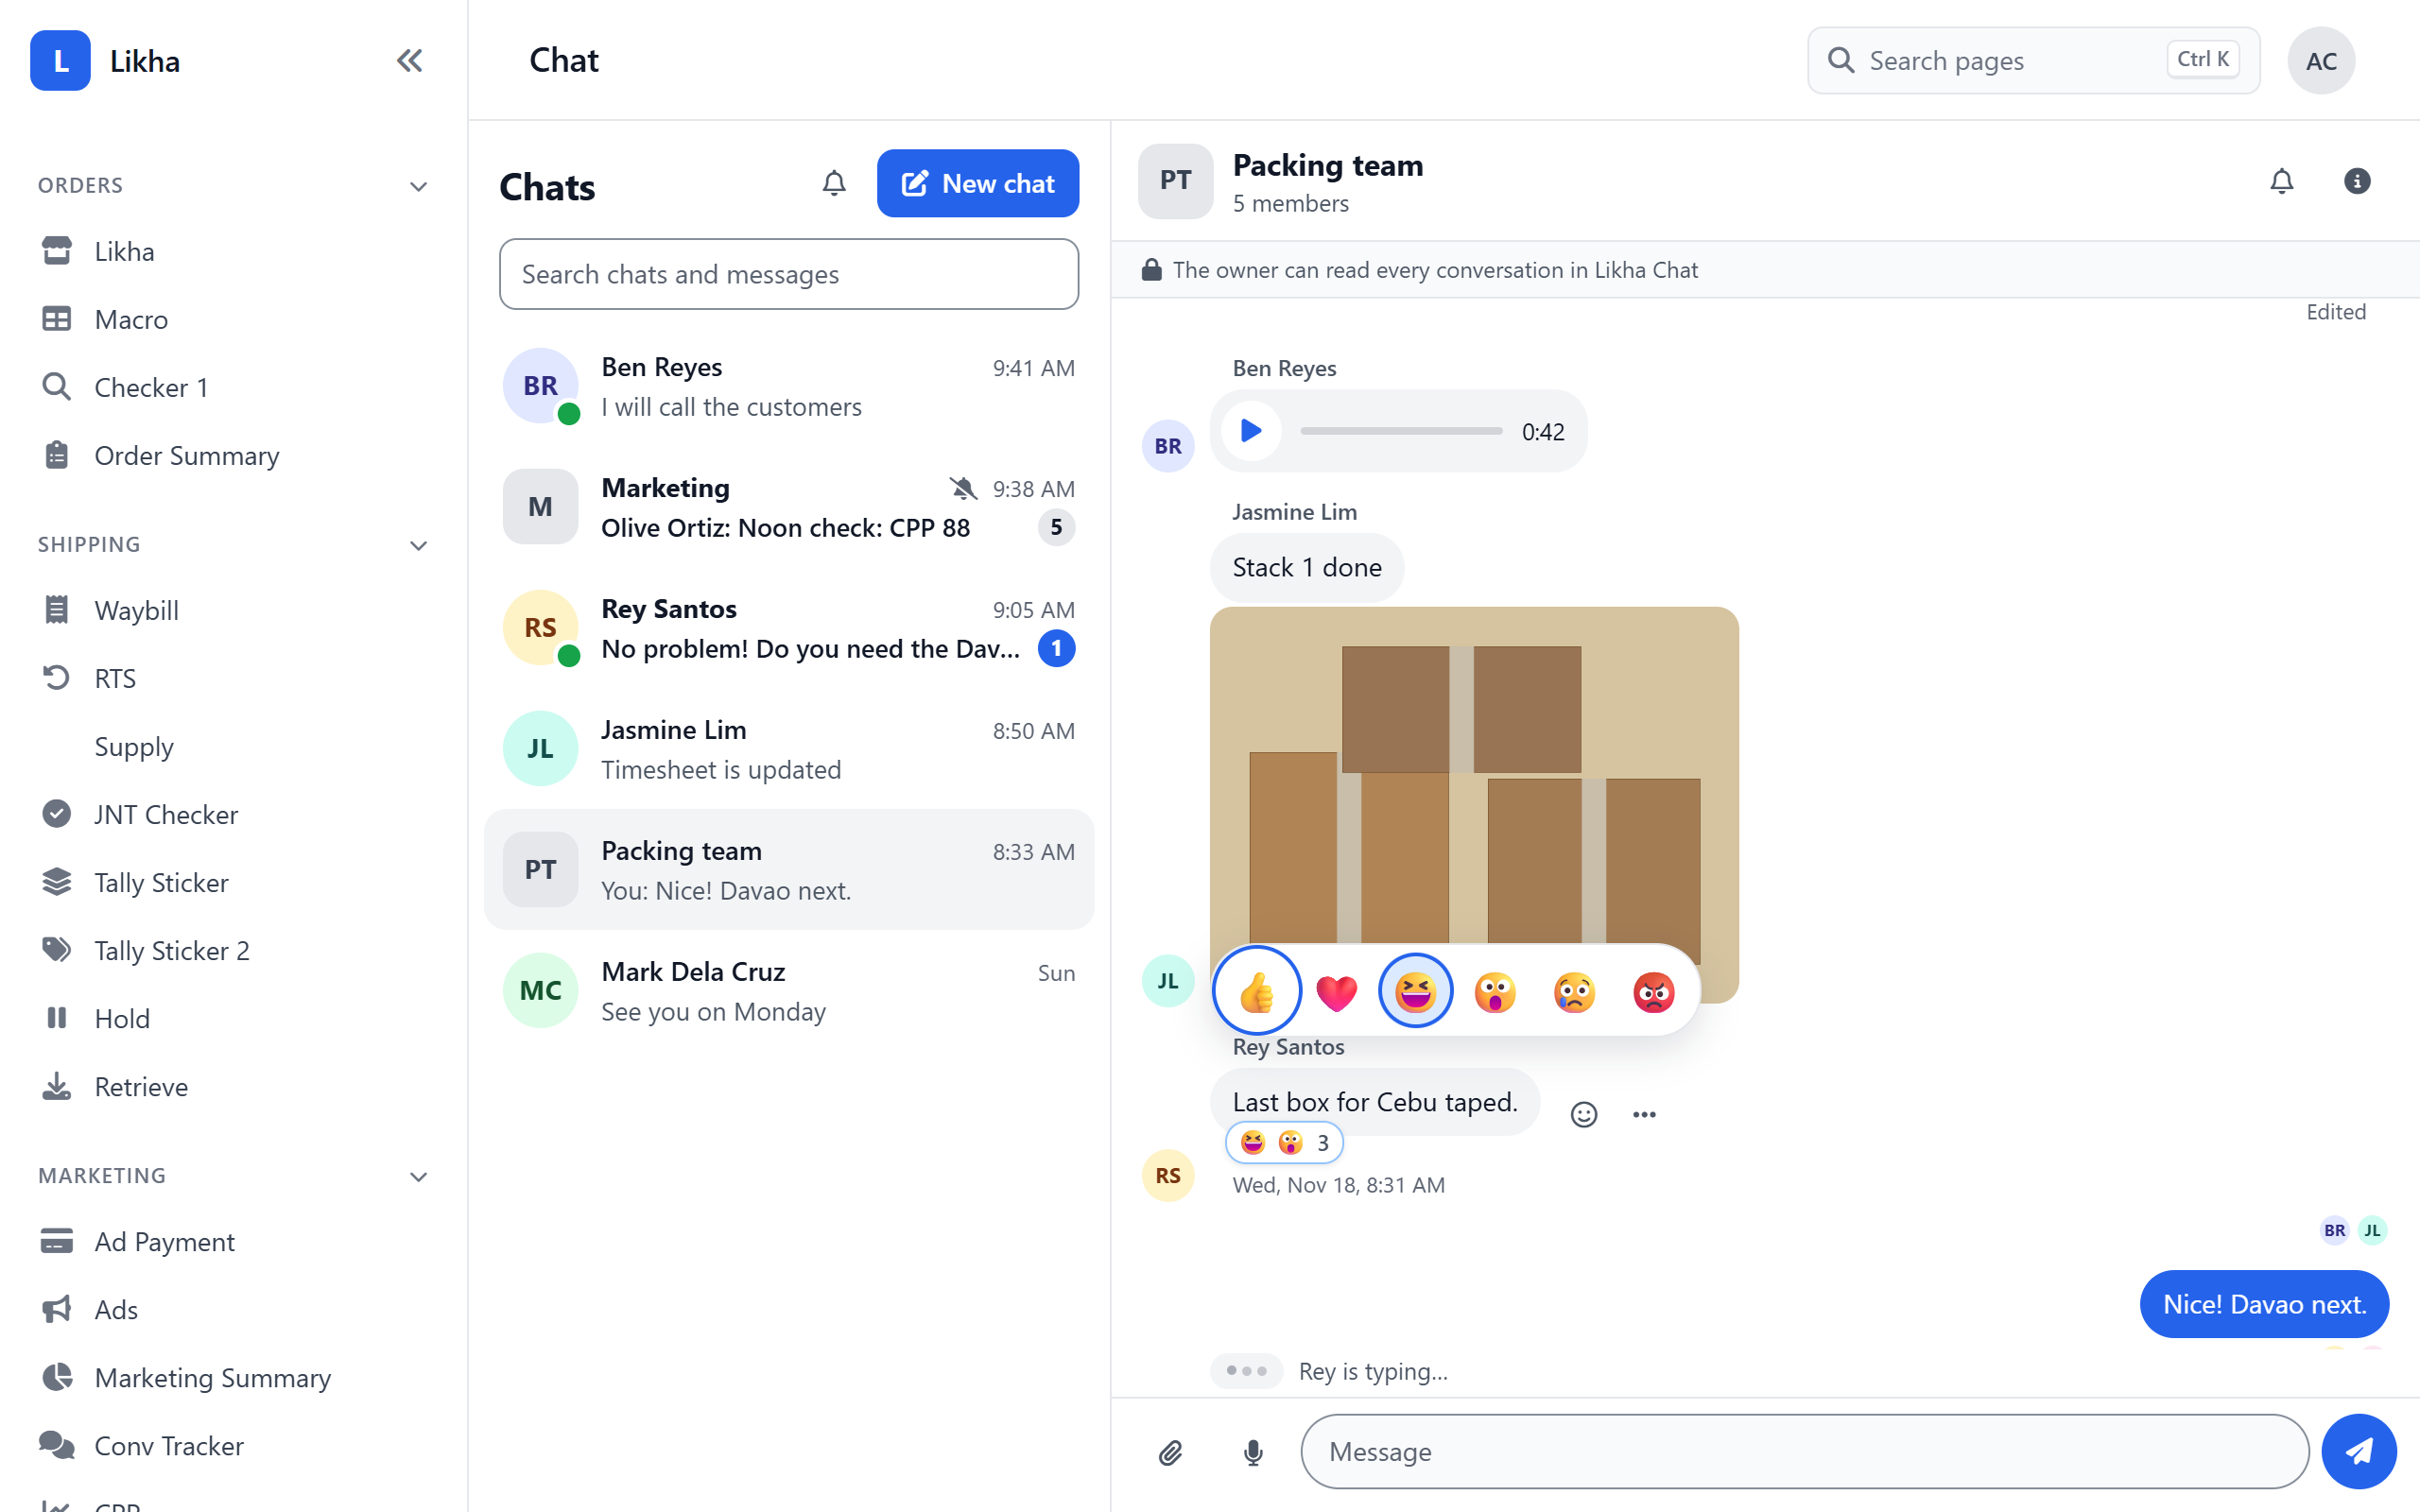 L Likha
ORDERS
Likha
Macro
Checker 1
Order Summary
SHIPPING
Waybill
RTS
Supply
JNT Checker
Tally Sticker
Tally Sticker 2
Hold
Retrieve
MARKETING
Ad Payment
Ads
Marketing Summary
Conv Tracker
CPR
Chat
Search pages Ctrl K
AC
Chats
New chat
Search chats and messages
BR Ben Reyes 9:41 AM
I will call the customers
M Marketing 9:38 AM
Olive Ortiz: Noon check: CPP 88 5
RS Rey Santos 9:05 AM
No problem! Do you need the Dav... 1
JL Jasmine Lim 8:50 AM
Timesheet is updated
PT Packing team 8:33 AM
You: Nice! Davao next.
MC Mark Dela Cruz Sun
See you on Monday
PT Packing team
5 members
The owner can read every conversation in Likha Chat
Edited
Ben Reyes
BR 0:42
Jasmine Lim
Stack 1 done
JL
Rey Santos
Last box for Cebu taped.
3
RS Wed, Nov 18, 8:31 AM
BR JL
Nice! Davao next.
Rey is typing...
Message